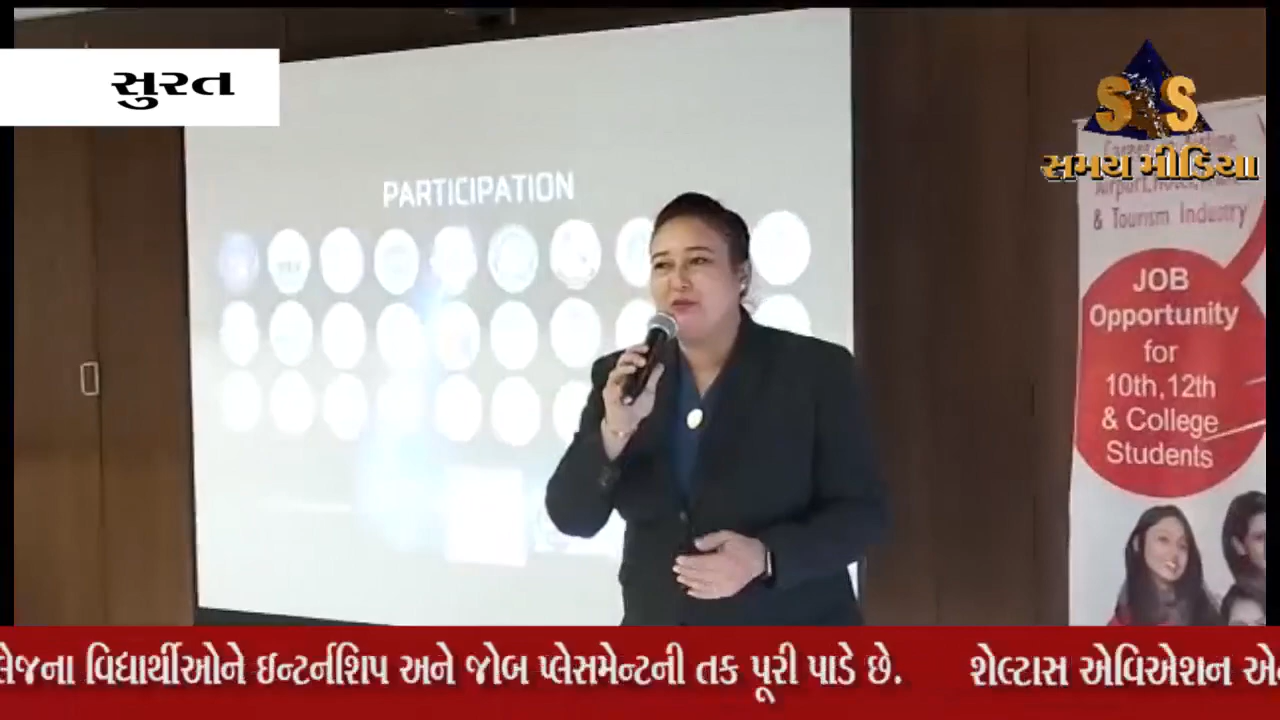 સુરત
S S
સમય મીડિયા
PARTICIPATION
& Tourism Industry
JOB
Opportunity
for
10th,12th
& College
Students
વિદ્યાર્થીઓને ઇન્ટર્નશિપ અને જોબ પ્લેસમેન્ટની તક પૂરી પાડે છે. શેલ્ટાસ એવિએશન